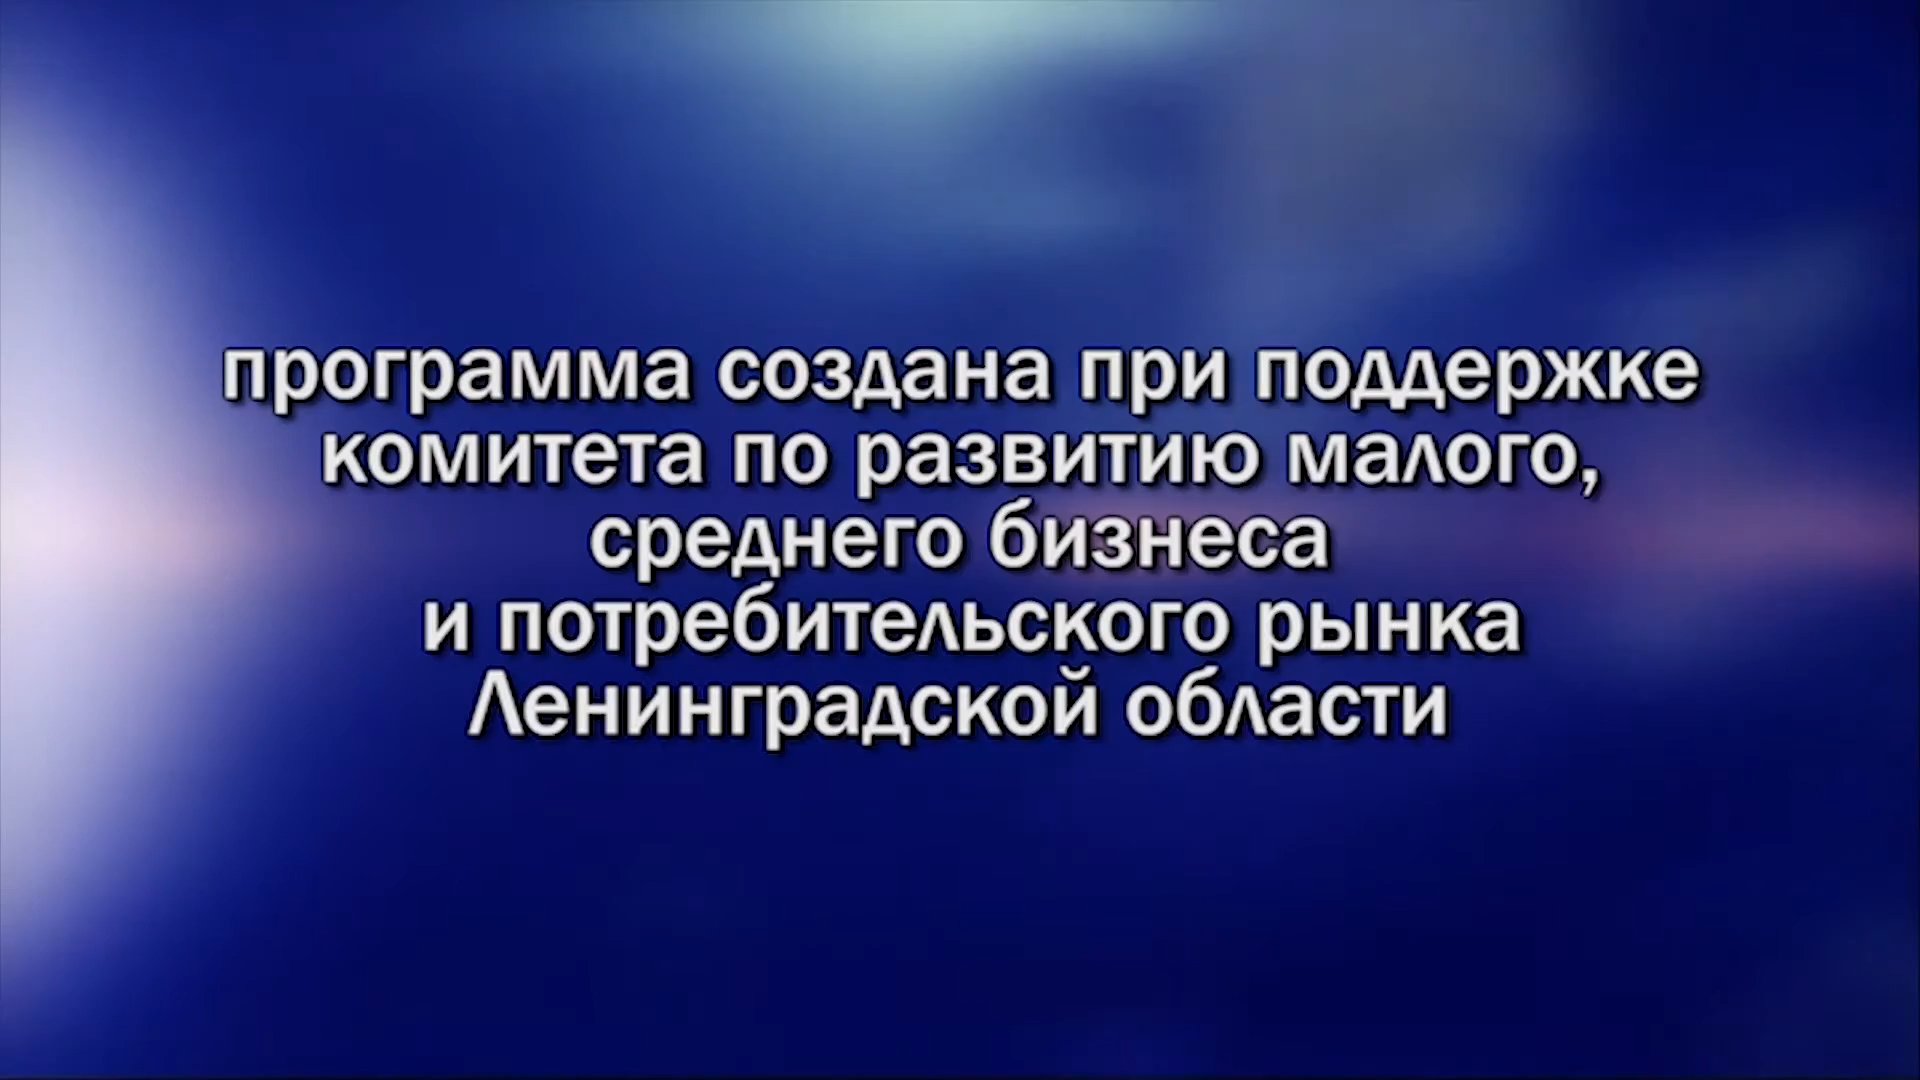 программа создана при поддержке
комитета по развитию малого,
среднего бизнеса
и потребительского рынка
Ленинградской области